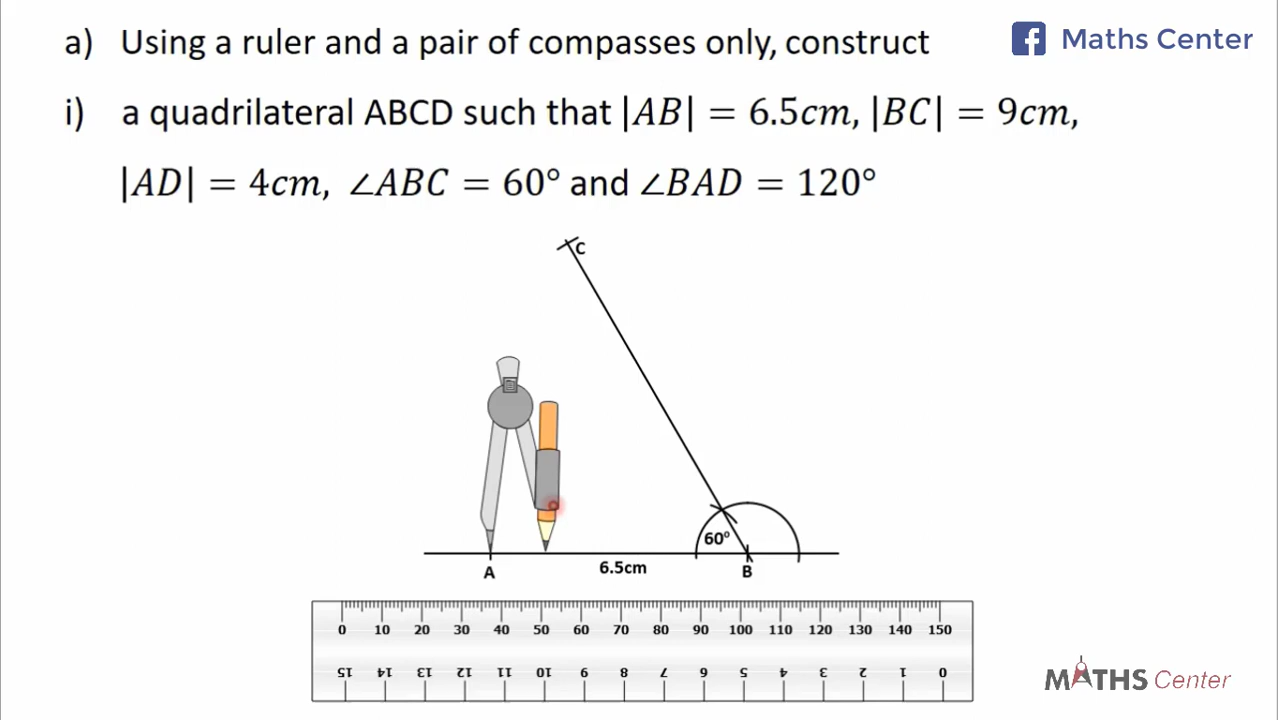 a) Using a ruler and a pair of compasses only, construct
Maths Center
i) a quadrilateral ABCD such that |AB| = 6.5cm, |BC| = 9cm,
|AD| = 4cm, ∠ABC = 60° and ∠BAD = 120°
C
60°
A
6.5cm
B
0 10 20 30 40 50 60 70 80 90 100 110 120 130 140 150
15 14 13 12 11 10 9 8 7 6 5 4 3 2 1 0
MATHS Center